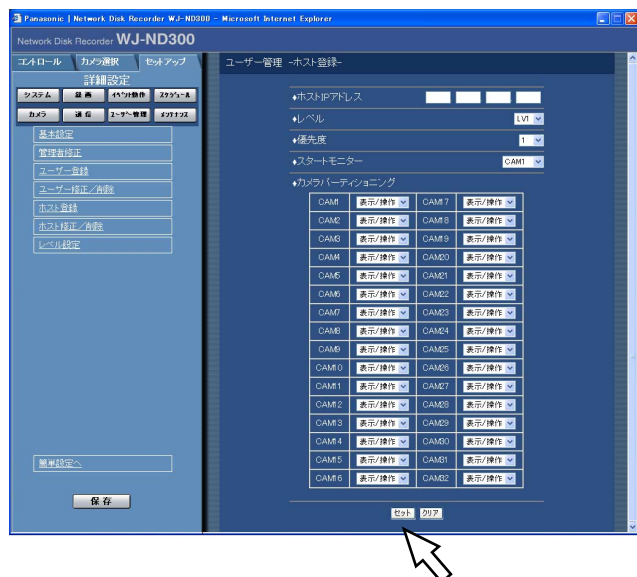 Panasonic | Network Disk Recorder WJ-ND300 - Microsoft Internet Explorer
Network Disk Recorder WJ-ND300
コントロール カメラ選択 セットアップ
詳細設定
システム 録画 イベント動作 スケジュール
カメラ 通信 ユーザー管理 メンテナンス
基本設定
管理者修正
ユーザー登録
ユーザー修正／削除
ホスト登録
ホスト修正／削除
レベル設定
簡単設定へ
保存
ユーザー管理 -ホスト登録-
♦ホストIPアドレス
♦レベル LV1
♦優先度 1
♦スタートモニター CAM1
♦カメラパーティショニング
CAM1 表示/操作 CAM17 表示/操作
CAM2 表示/操作 CAM18 表示/操作
CAM3 表示/操作 CAM19 表示/操作
CAM4 表示/操作 CAM20 表示/操作
CAM5 表示/操作 CAM21 表示/操作
CAM6 表示/操作 CAM22 表示/操作
CAM7 表示/操作 CAM23 表示/操作
CAM8 表示/操作 CAM24 表示/操作
CAM9 表示/操作 CAM25 表示/操作
CAM10 表示/操作 CAM26 表示/操作
CAM11 表示/操作 CAM27 表示/操作
CAM12 表示/操作 CAM28 表示/操作
CAM13 表示/操作 CAM29 表示/操作
CAM14 表示/操作 CAM30 表示/操作
CAM15 表示/操作 CAM31 表示/操作
CAM16 表示/操作 CAM32 表示/操作
セット クリア